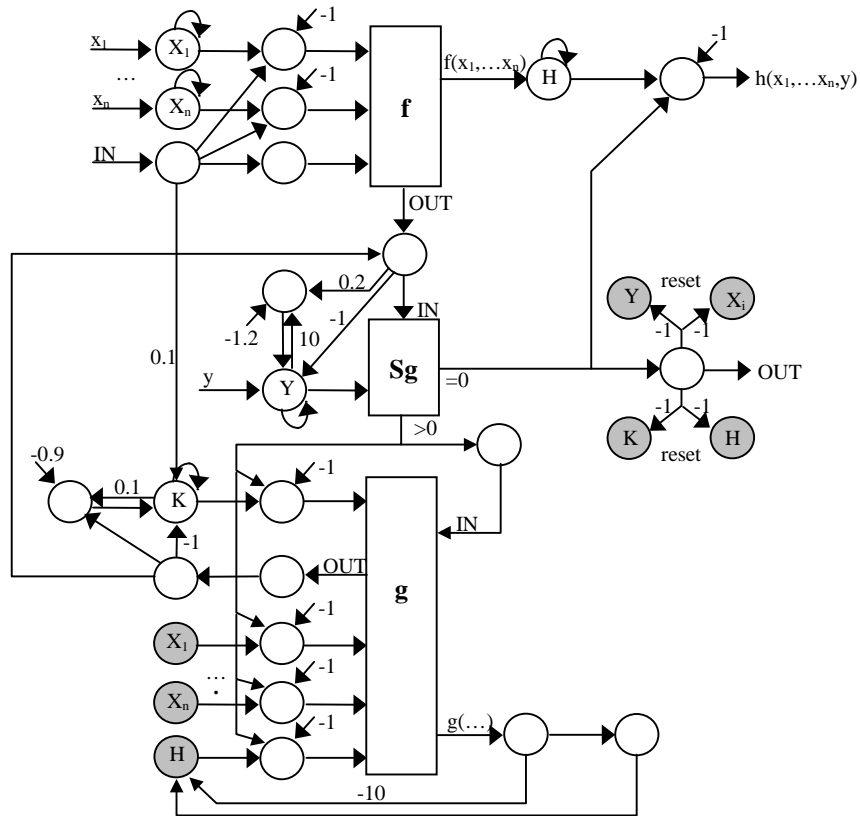 -1
x₁ X₁
f(x₁,…xₙ) H -1
…
-1
h(x₁,…xₙ,y)
xₙ Xₙ
f
IN
OUT
0.2
Y reset Xᵢ
-1.2 10 -1 IN
-1 -1
0.1
Sg
y Y
=0
OUT
>0
-1 -1
K reset H
-0.9
-1
0.1 K
IN
-1
OUT
g
-1
X₁
-1
…
.
Xₙ
-1
g(…)
H
-10